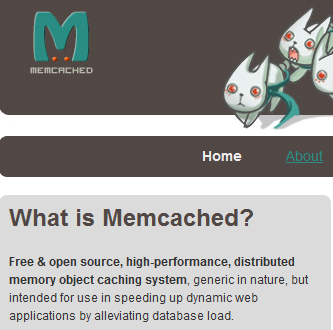 MEMCACHED
Home About
What is Memcached?
Free & open source, high-performance, distributed
memory object caching system, generic in nature, but
intended for use in speeding up dynamic web
applications by alleviating database load.